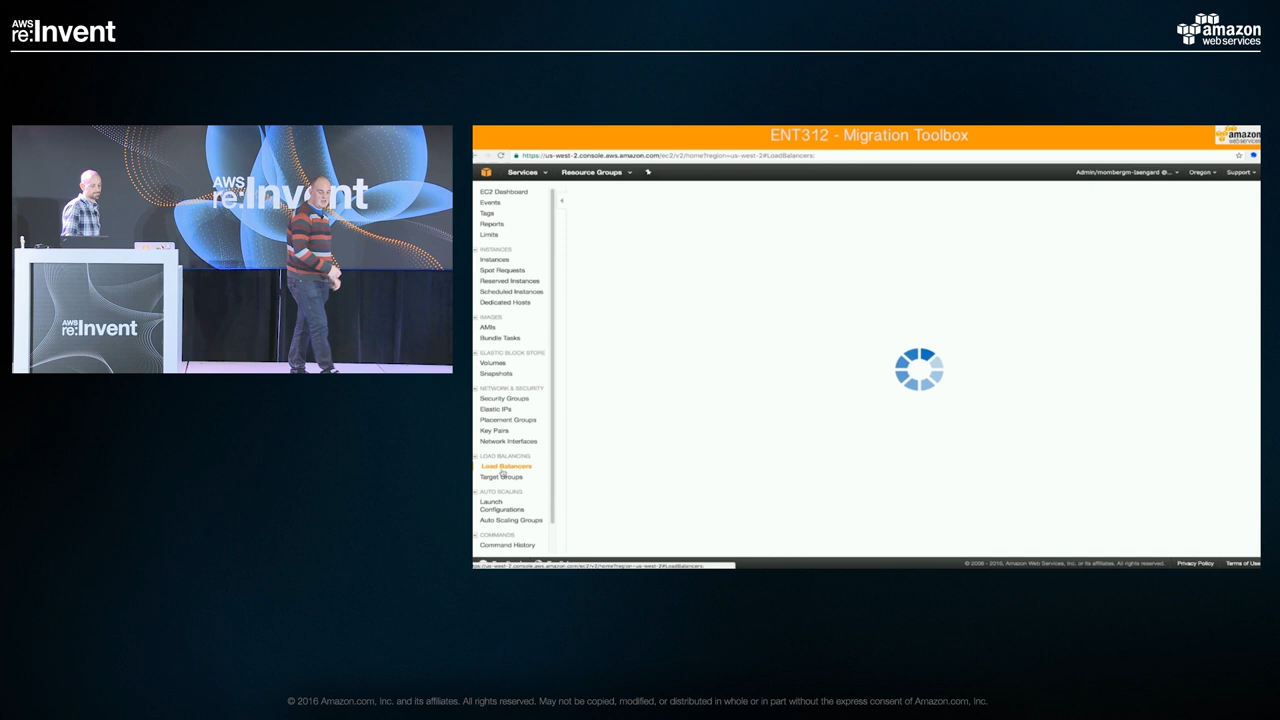 AWS
re:Invent
amazon
web services
ENT312 - Migration Toolbox
amazon
web services
https://us-west-2.console.aws.amazon.com/ec2/v2/home?region=us-west-2#LoadBalancers:
Services
Resource Groups
Oregon
Support
EC2 Dashboard
Events
Tags
Reports
Limits
INSTANCES
Instances
Spot Requests
Reserved Instances
Scheduled Instances
Dedicated Hosts
IMAGES
AMIs
Bundle Tasks
ELASTIC BLOCK STORE
Volumes
Snapshots
NETWORK & SECURITY
Security Groups
Elastic IPs
Placement Groups
Key Pairs
Network Interfaces
LOAD BALANCING
Load Balancers
Target Groups
AUTO SCALING
Launch
Configurations
Auto Scaling Groups
COMMANDS
Command History
Privacy Policy
Terms of Use
AWS
re:Invent
AWS
re:Invent
© 2016 Amazon.com, Inc. and its affiliates. All rights reserved. May not be copied, modified, or distributed in whole or in part without the express consent of Amazon.com, Inc.